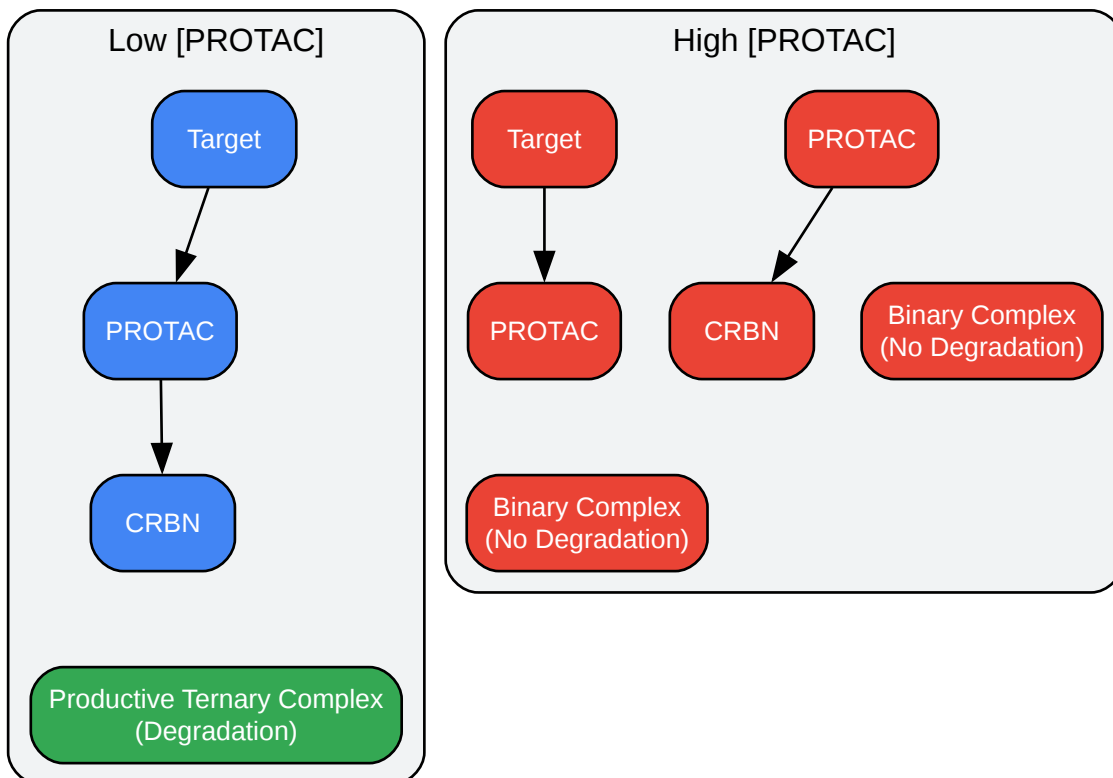 Low [PROTAC]
Target
PROTAC
CRBN
Productive Ternary Complex
(Degradation)
High [PROTAC]
Target
PROTAC
PROTAC
CRBN
Binary Complex
(No Degradation)
Binary Complex
(No Degradation)